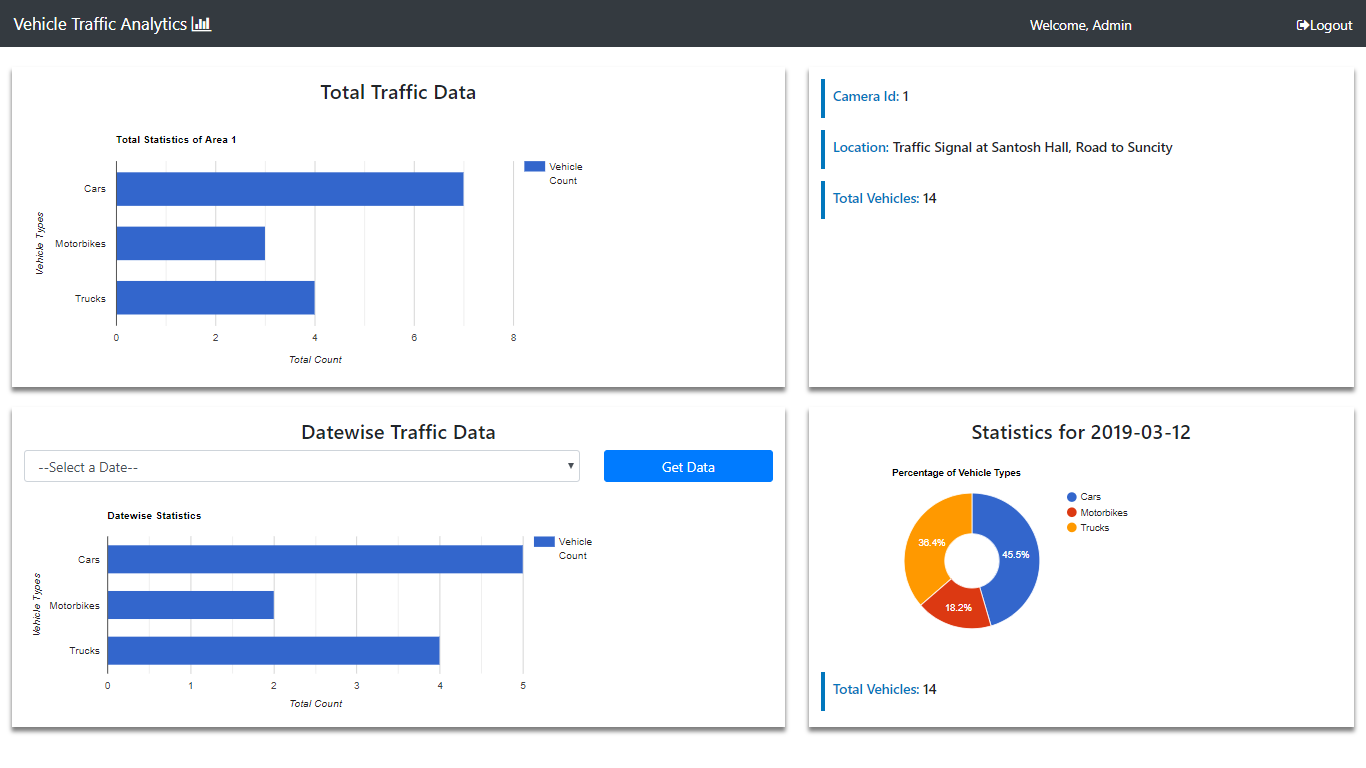 Vehicle Traffic Analytics
Welcome, Admin
Logout
Total Traffic Data
Total Statistics of Area 1
Vehicle Types
Cars
Motorbikes
Trucks
0 2 4 6 8
Total Count
Vehicle
Count
Camera Id: 1
Location: Traffic Signal at Santosh Hall, Road to Suncity
Total Vehicles: 14
Datewise Traffic Data
--Select a Date--
Get Data
Datewise Statistics
Vehicle Types
Cars
Motorbikes
Trucks
0 1 2 3 4 5
Total Count
Vehicle
Count
Statistics for 2019-03-12
Percentage of Vehicle Types
36.4%
45.5%
18.2%
Cars
Motorbikes
Trucks
Total Vehicles: 14